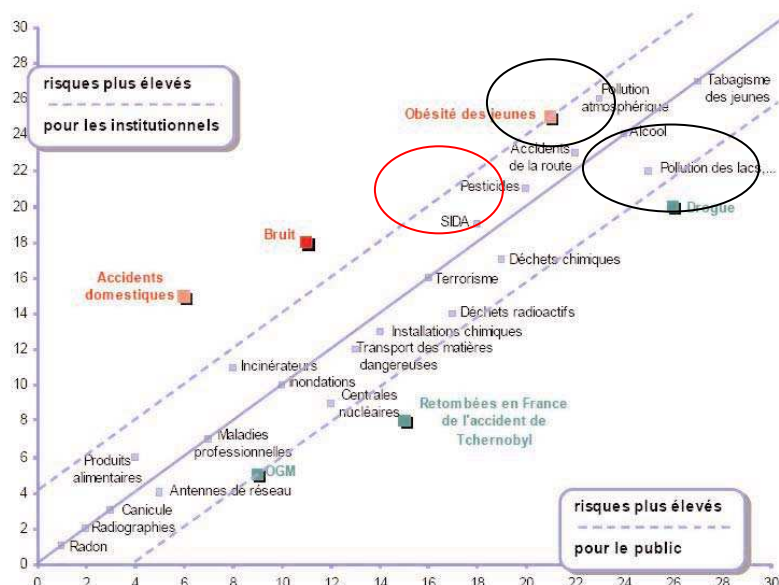 30
28
26
24
22
20
18
16
14
12
10
8
6
4
2
0
risques plus élevés
pour les institutionnels
Pollution
atmosphérique
Tabagisme
des jeunes
Obésité des jeunes
Alcool
Accidents
de la route
Pollution des lacs,...
Pesticides
Drogue
SIDA
Bruit
Déchets chimiques
Accidents
domestiques
Terrorisme
Déchets radioactifs
Installations chimiques
Transport des matières
dangereuses
Incinérateurs
inondations
Centrales
nucléaires
Retombées en France
de l'accident de
Tchernobyl
Maladies
professionnelles
Produits
alimentaires
OGM
Antennes de réseau
Canicule
Radiographies
Radon
risques plus élevés
pour le public
0 2 4 6 8 10 12 14 16 18 20 22 24 26 28 30